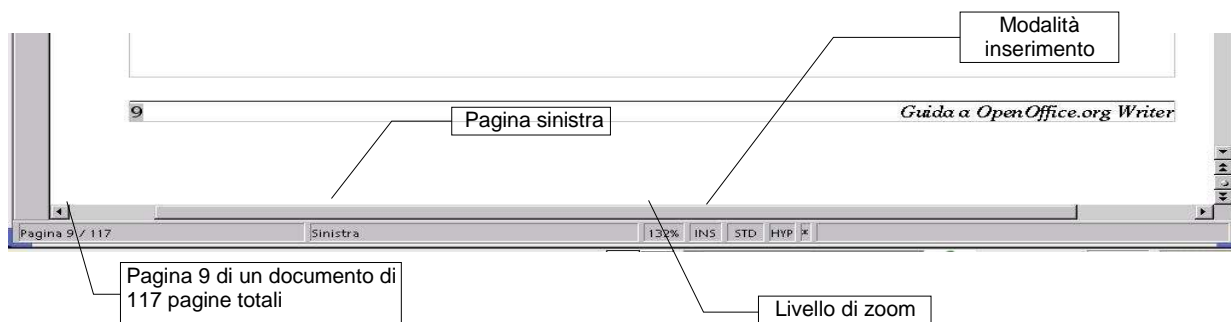 Modalità
inserimento
9 Guida a OpenOffice.org Writer
Pagina sinistra
Pagina 9 / 117 Sinistra 132% INS STD HYP *
Pagina 9 di un documento di
117 pagine totali
Livello di zoom